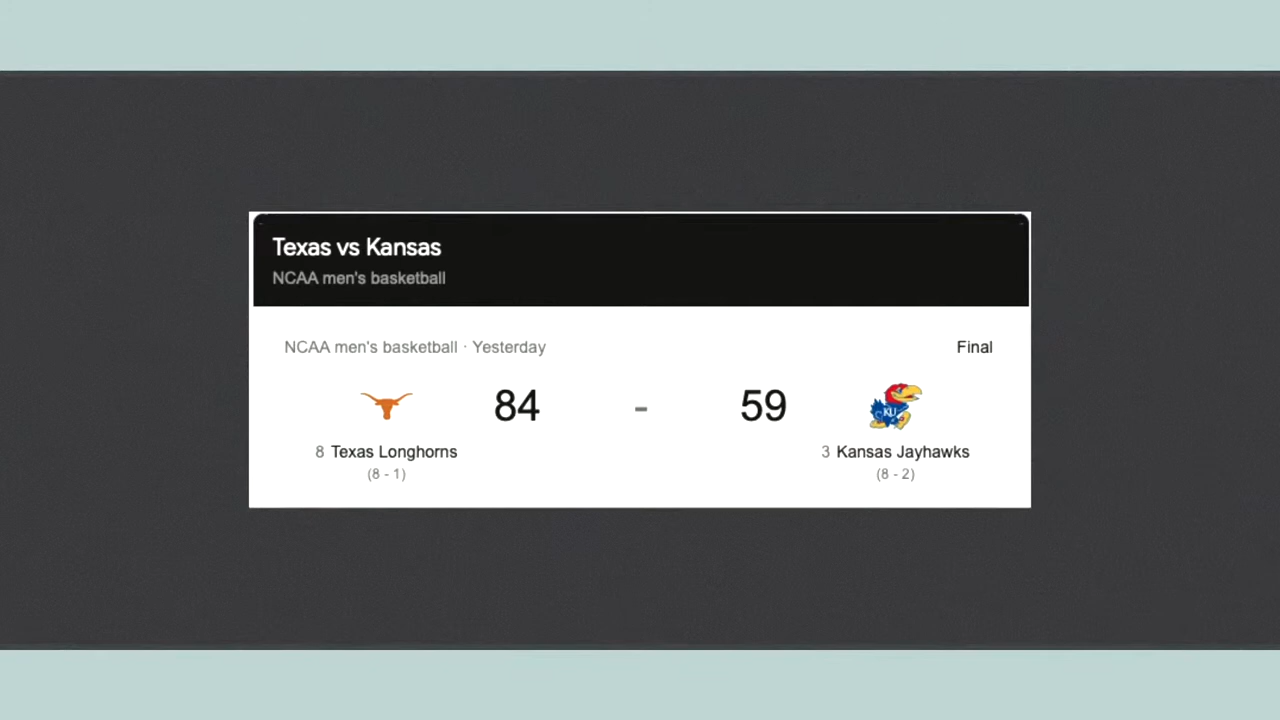 Texas vs Kansas
NCAA men's basketball
NCAA men's basketball · Yesterday
Final
84 - 59
KU
8 Texas Longhorns
3 Kansas Jayhawks
(8 - 1)
(8 - 2)